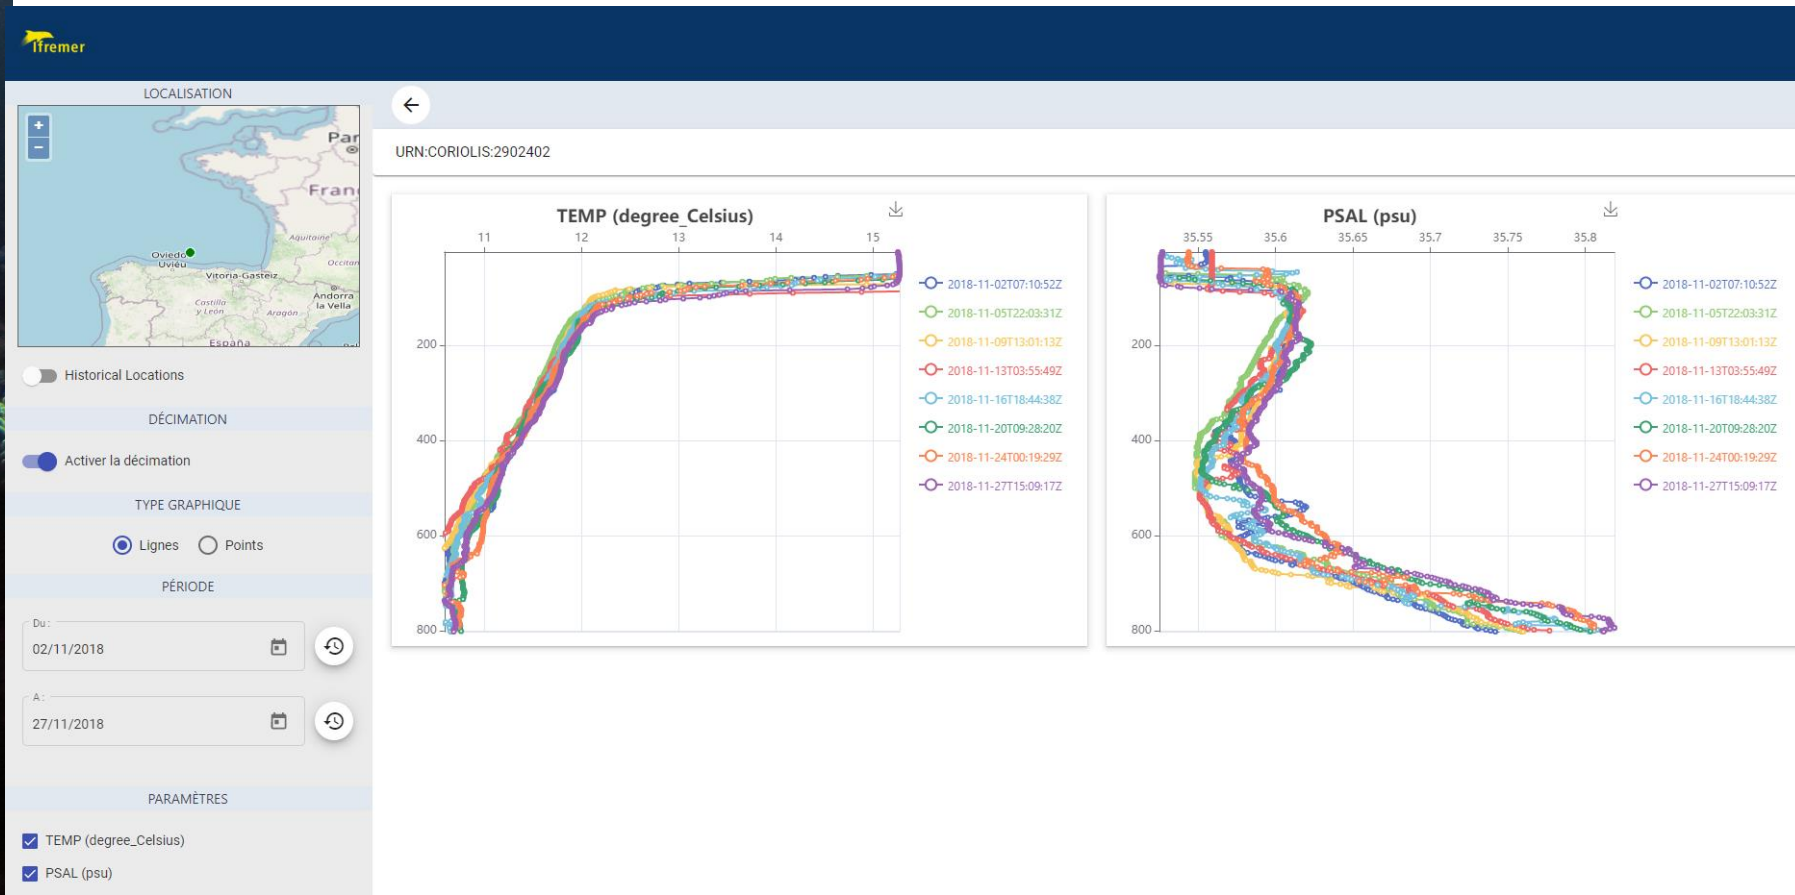 Ifremer
LOCALISATION
+
−
Par
Fran
Aquitaine
Occitan
Oviedo
Uviéu
Vitoria-Gasteiz
Castilla
y León
Aragón
Andorra
la Vella
España
Historical Locations
DÉCIMATION
Activer la décimation
TYPE GRAPHIQUE
Lignes
Points
PÉRIODE
Du :
02/11/2018
A :
27/11/2018
PARAMÈTRES
TEMP (degree_Celsius)
PSAL (psu)
URN:CORIOLIS:2902402
TEMP (degree_Celsius)
11 12 13 14 15
200
400
600
800
2018-11-02T07:10:52Z
2018-11-05T22:03:31Z
2018-11-09T13:01:13Z
2018-11-13T03:55:49Z
2018-11-16T18:44:38Z
2018-11-20T09:28:20Z
2018-11-24T00:19:29Z
2018-11-27T15:09:17Z
PSAL (psu)
35.55 35.6 35.65 35.7 35.75 35.8
200
400
600
800
2018-11-02T07:10:52Z
2018-11-05T22:03:31Z
2018-11-09T13:01:13Z
2018-11-13T03:55:49Z
2018-11-16T18:44:38Z
2018-11-20T09:28:20Z
2018-11-24T00:19:29Z
2018-11-27T15:09:17Z